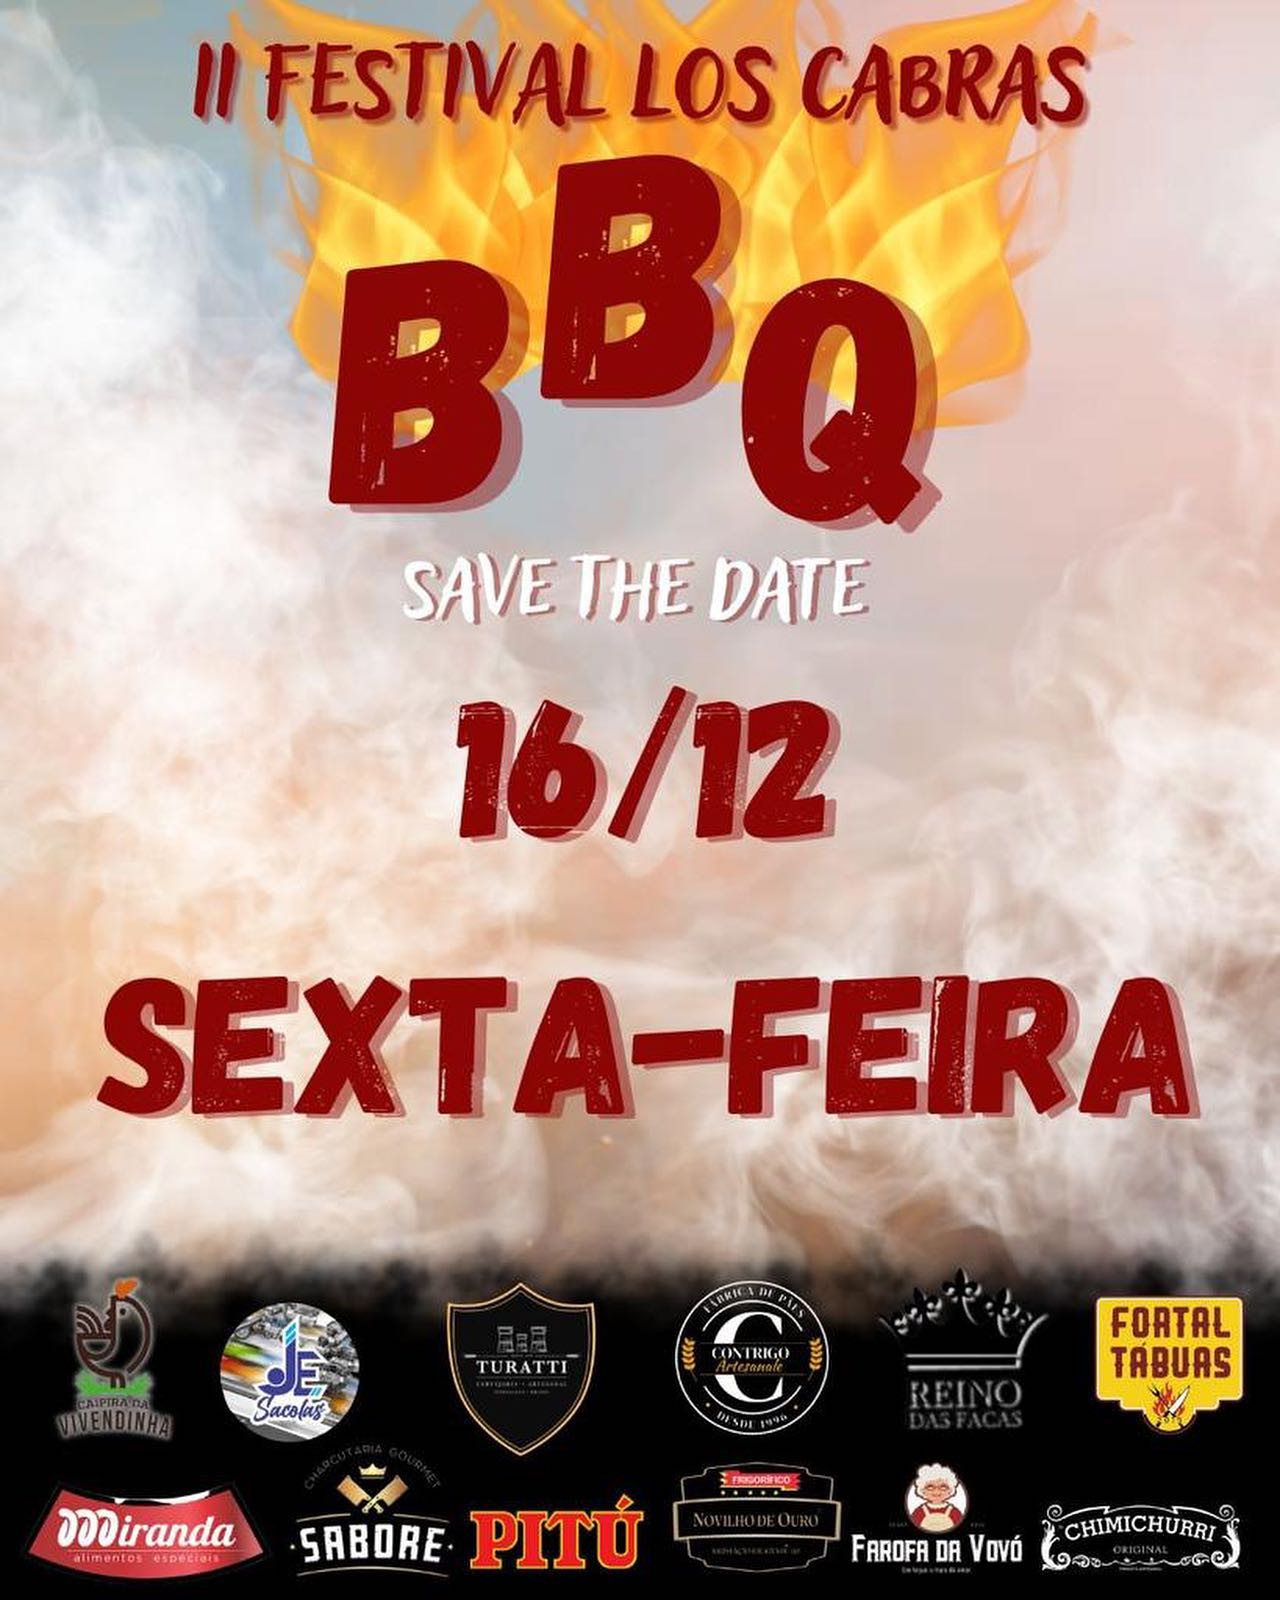 II FESTIVAL LOS CABRAS
BBQ
SAVE THE DATE
16/12
SEXTA-FEIRA
CAIPIRA DA
VIVENDINHA
JE
Sacolas
TURATTI
FÁBRICA DE PÃES
C
CONTRIGO
Artesanale
DESDE 1996
REINO
DAS FACAS
FORTAL
TÁBUAS
Miranda
alimentos especiais
CHARCUTARIA GOURMET
SABORE
PITÚ
FRIGORÍFICO
NOVILHO DE OURO
FAROFA DA VOVÓ
CHIMICHURRI
ORIGINAL